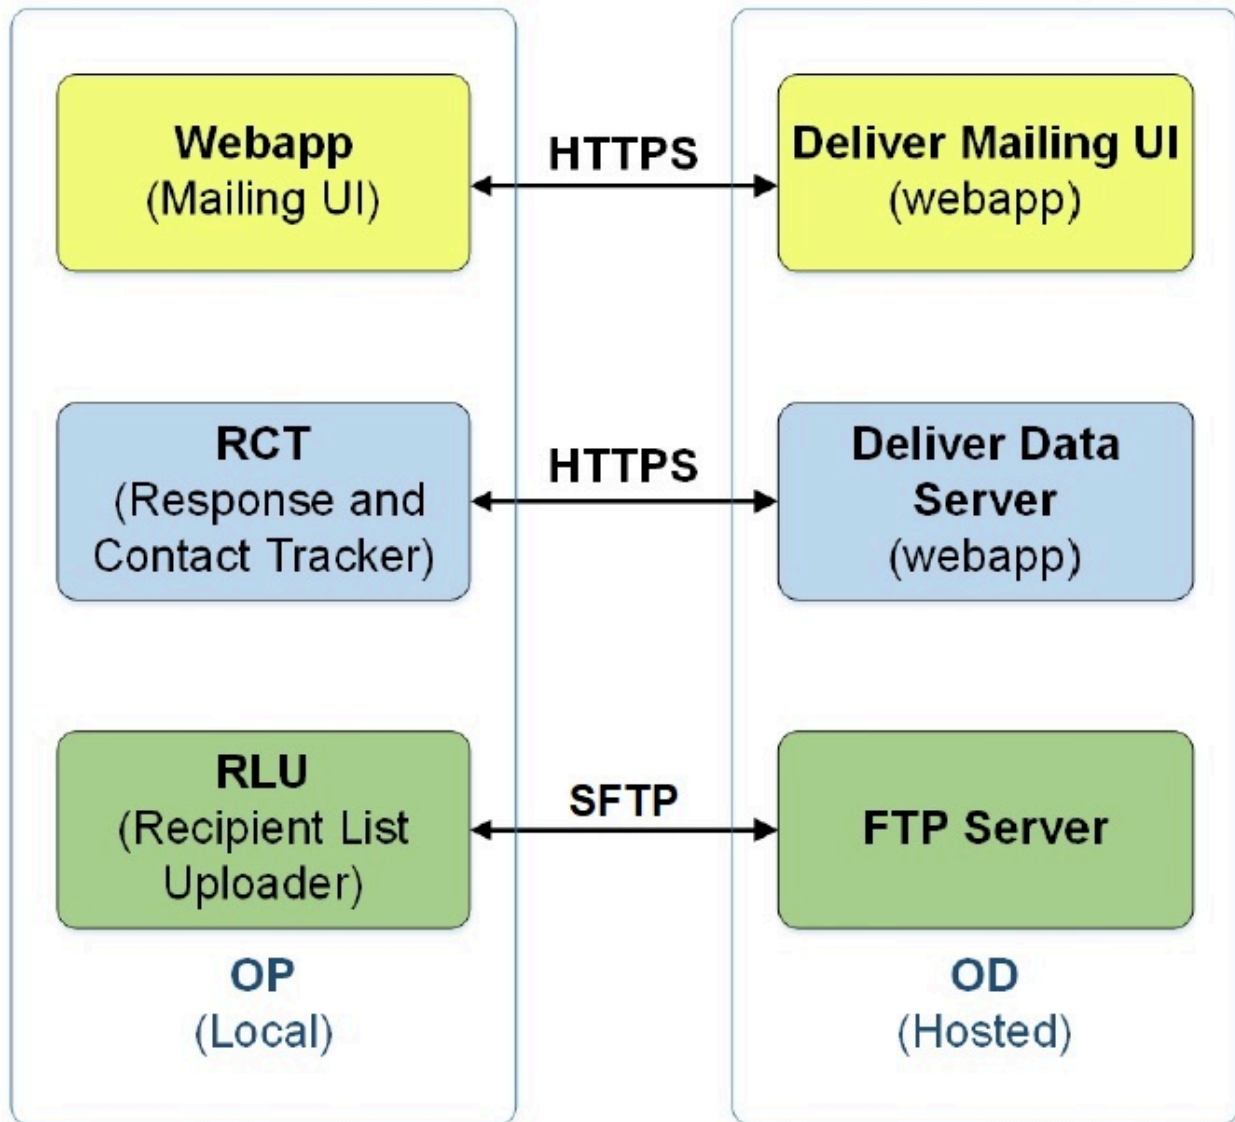 Webapp
(Mailing UI)
HTTPS
Deliver Mailing UI
(webapp)
RCT
(Response and
Contact Tracker)
HTTPS
Deliver Data
Server
(webapp)
RLU
(Recipient List
Uploader)
SFTP
FTP Server
OP
(Local)
OD
(Hosted)